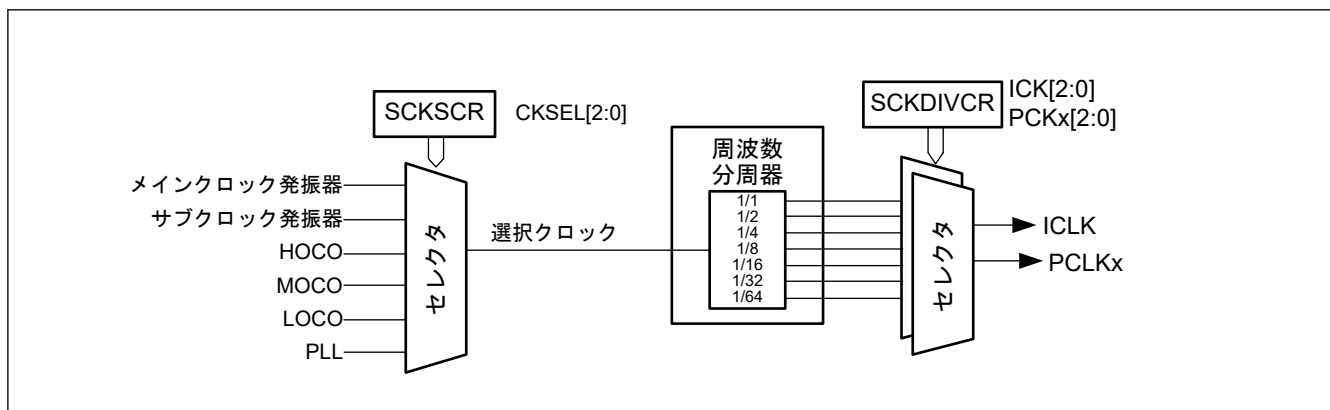 SCKSCR
CKSEL[2:0]
SCKDIVCR
ICK[2:0]
PCKx[2:0]
メインクロック発振器
サブクロック発振器
HOCO
MOCO
LOCO
PLL
セレクタ
選択クロック
周波数
分周器
1/1
1/2
1/4
1/8
1/16
1/32
1/64
セレクタ
ICLK
PCLKx